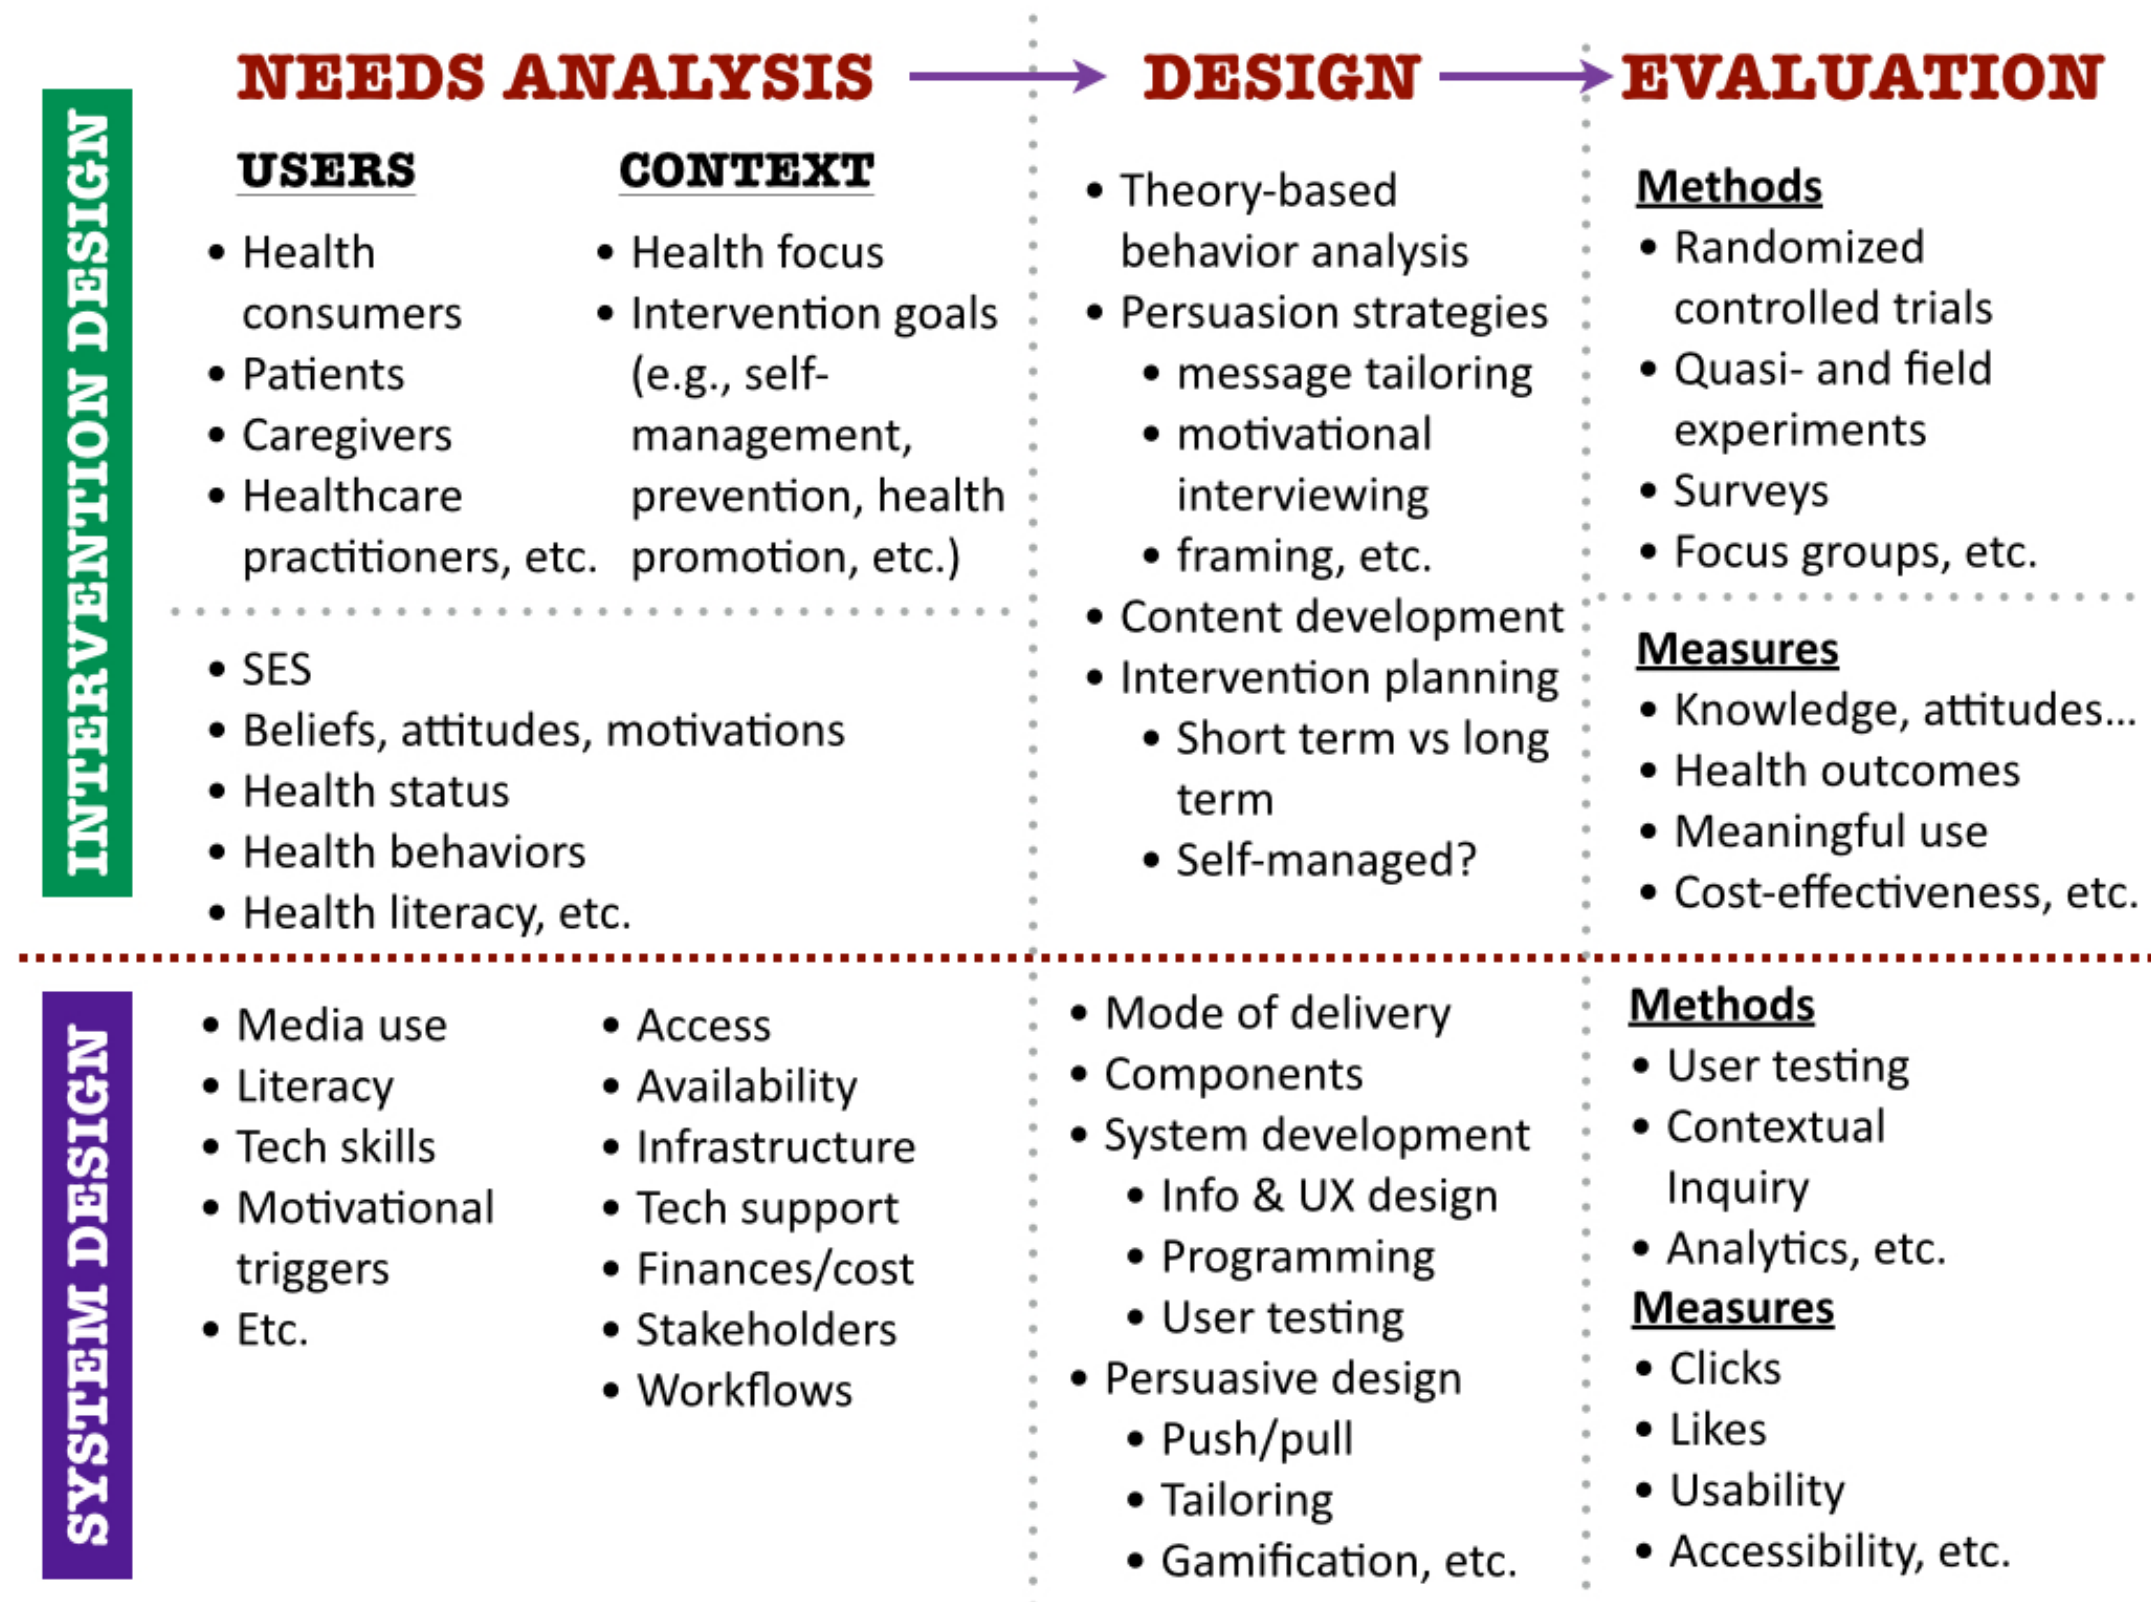 NEEDS ANALYSIS
DESIGN
EVALUATION
INTERVENTION DESIGN
USERS
• Health
consumers
• Patients
• Caregivers
• Healthcare
practitioners, etc.
CONTEXT
• Health focus
• Intervention goals
(e.g., self-
management,
prevention, health
promotion, etc.)
• SES
• Beliefs, attitudes, motivations
• Health status
• Health behaviors
• Health literacy, etc.
• Theory-based
behavior analysis
• Persuasion strategies
• message tailoring
• motivational
interviewing
• framing, etc.
• Content development
• Intervention planning
• Short term vs long
term
• Self-managed?
Methods
• Randomized
controlled trials
• Quasi- and field
experiments
• Surveys
• Focus groups, etc.
Measures
• Knowledge, attitudes...
• Health outcomes
• Meaningful use
• Cost-effectiveness, etc.
SYSTEM DESIGN
• Media use
• Literacy
• Tech skills
• Motivational
triggers
• Etc.
• Access
• Availability
• Infrastructure
• Tech support
• Finances/cost
• Stakeholders
• Workflows
• Mode of delivery
• Components
• System development
• Info & UX design
• Programming
• User testing
• Persuasive design
• Push/pull
• Tailoring
• Gamification, etc.
Methods
• User testing
• Contextual
Inquiry
• Analytics, etc.
Measures
• Clicks
• Likes
• Usability
• Accessibility, etc.